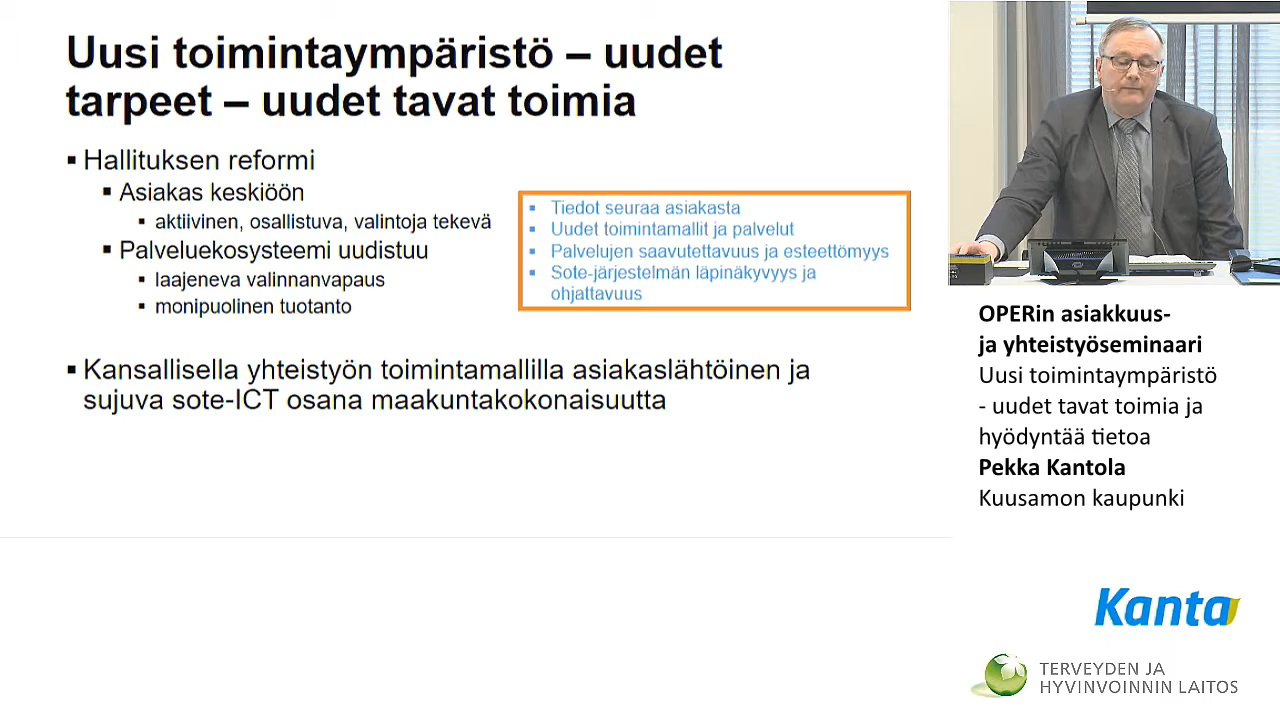 Uusi toimintaympäristö – uudet
tarpeet – uudet tavat toimia
Hallituksen reformi
Asiakas keskiöön
aktiivinen, osallistuva, valintoja tekevä
Palveluekosysteemi uudistuu
laajeneva valinnanvapaus
monipuolinen tuotanto
Tiedot seuraa asiakasta
Uudet toimintamallit ja palvelut
Palvelujen saavutettavuus ja esteettömyys
Sote-järjestelmän läpinäkyvyys ja
ohjattavuus
Kansallisella yhteistyön toimintamallilla asiakaslähtöinen ja
sujuva sote-ICT osana maakuntakokonaisuutta
OPERin asiakkuus-
ja yhteistyöseminaari
Uusi toimintaympäristö
- uudet tavat toimia ja
hyödyntää tietoa
Pekka Kantola
Kuusamon kaupunki
Kanta
TERVEYDEN JA
HYVINVOINNIN LAITOS